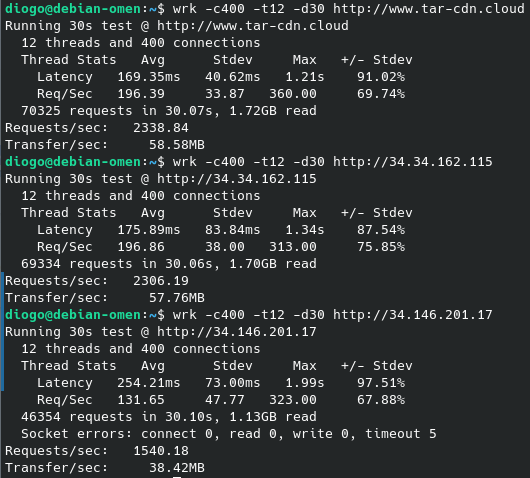 diogo@debian-omen:~$ wrk -c400 -t12 -d30 http://www.tar-cdn.cloud
Running 30s test @ http://www.tar-cdn.cloud
  12 threads and 400 connections
  Thread Stats   Avg      Stdev     Max   +/- Stdev
    Latency   169.35ms   40.62ms   1.21s    91.02%
    Req/Sec   196.39     33.87   360.00     69.74%
  70325 requests in 30.07s, 1.72GB read
Requests/sec:   2338.84
Transfer/sec:     58.58MB
diogo@debian-omen:~$ wrk -c400 -t12 -d30 http://34.34.162.115
Running 30s test @ http://34.34.162.115
  12 threads and 400 connections
  Thread Stats   Avg      Stdev     Max   +/- Stdev
    Latency   175.89ms   83.84ms   1.34s    87.54%
    Req/Sec   196.86     38.00   313.00     75.85%
  69334 requests in 30.06s, 1.70GB read
Requests/sec:   2306.19
Transfer/sec:     57.76MB
diogo@debian-omen:~$ wrk -c400 -t12 -d30 http://34.146.201.17
Running 30s test @ http://34.146.201.17
  12 threads and 400 connections
  Thread Stats   Avg      Stdev     Max   +/- Stdev
    Latency   254.21ms   73.00ms   1.99s    97.51%
    Req/Sec   131.65     47.77   323.00     67.88%
  46354 requests in 30.10s, 1.13GB read
  Socket errors: connect 0, read 0, write 0, timeout 5
Requests/sec:   1540.18
Transfer/sec:     38.42MB